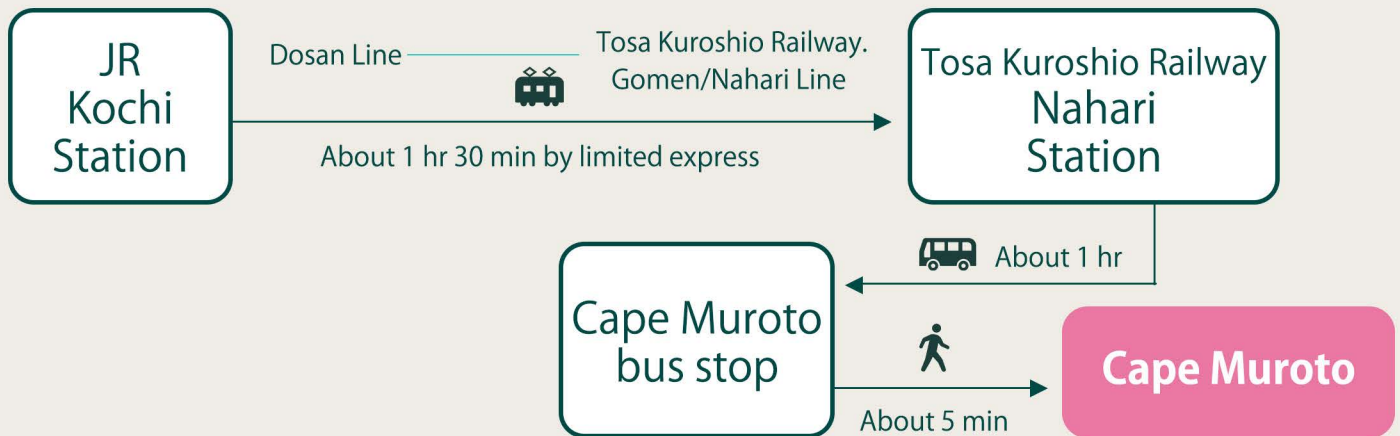 JR
Kochi
Station
Dosan Line
Tosa Kuroshio Railway.
Gomen/Nahari Line
About 1 hr 30 min by limited express
Tosa Kuroshio Railway
Nahari
Station
About 1 hr
Cape Muroto
bus stop
About 5 min
Cape Muroto